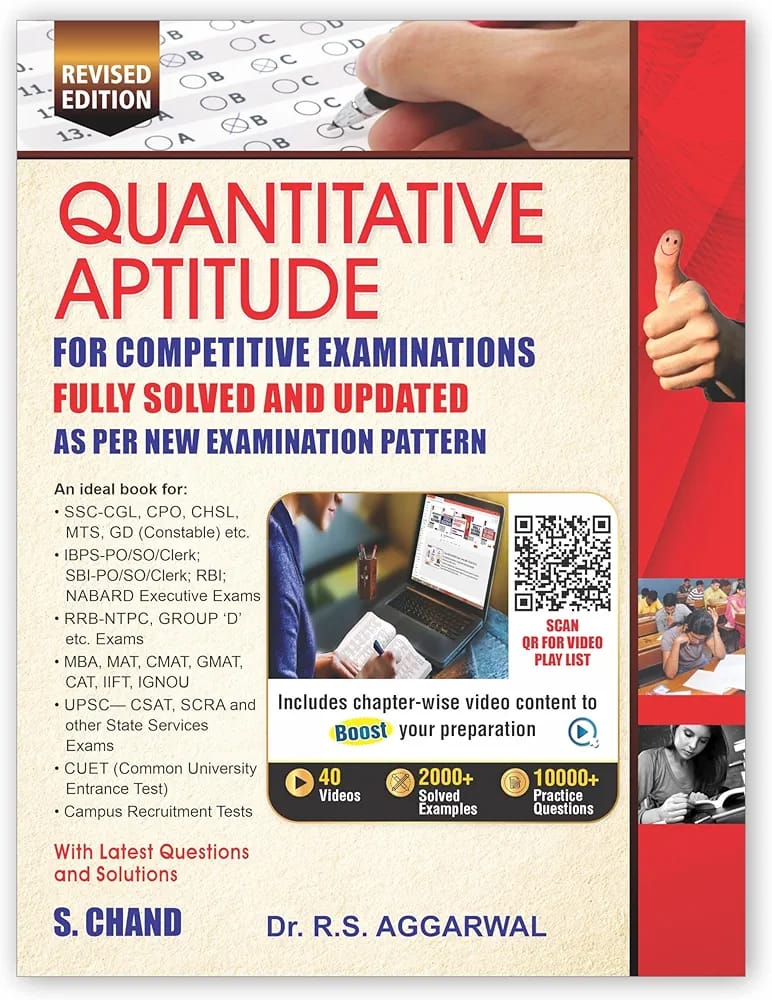 REVISED
EDITION
11.
13.
A
B
C
D
QUANTITATIVE
APTITUDE
FOR COMPETITIVE EXAMINATIONS
FULLY SOLVED AND UPDATED
AS PER NEW EXAMINATION PATTERN
An ideal book for:
• SSC-CGL, CPO, CHSL,
MTS, GD (Constable) etc.
• IBPS-PO/SO/Clerk;
SBI-PO/SO/Clerk; RBI;
NABARD Executive Exams
• RRB-NTPC, GROUP ‘D’
etc. Exams
• MBA, MAT, CMAT, GMAT,
CAT, IIFT, IGNOU
• UPSC— CSAT, SCRA and
other State Services
Exams
• CUET (Common University
Entrance Test)
• Campus Recruitment Tests
SCAN
QR FOR VIDEO
PLAY LIST
Includes chapter-wise video content to
Boost your preparation
40
Videos
2000+
Solved
Examples
10000+
Practice
Questions
With Latest Questions
and Solutions
S. CHAND
Dr. R.S. AGGARWAL